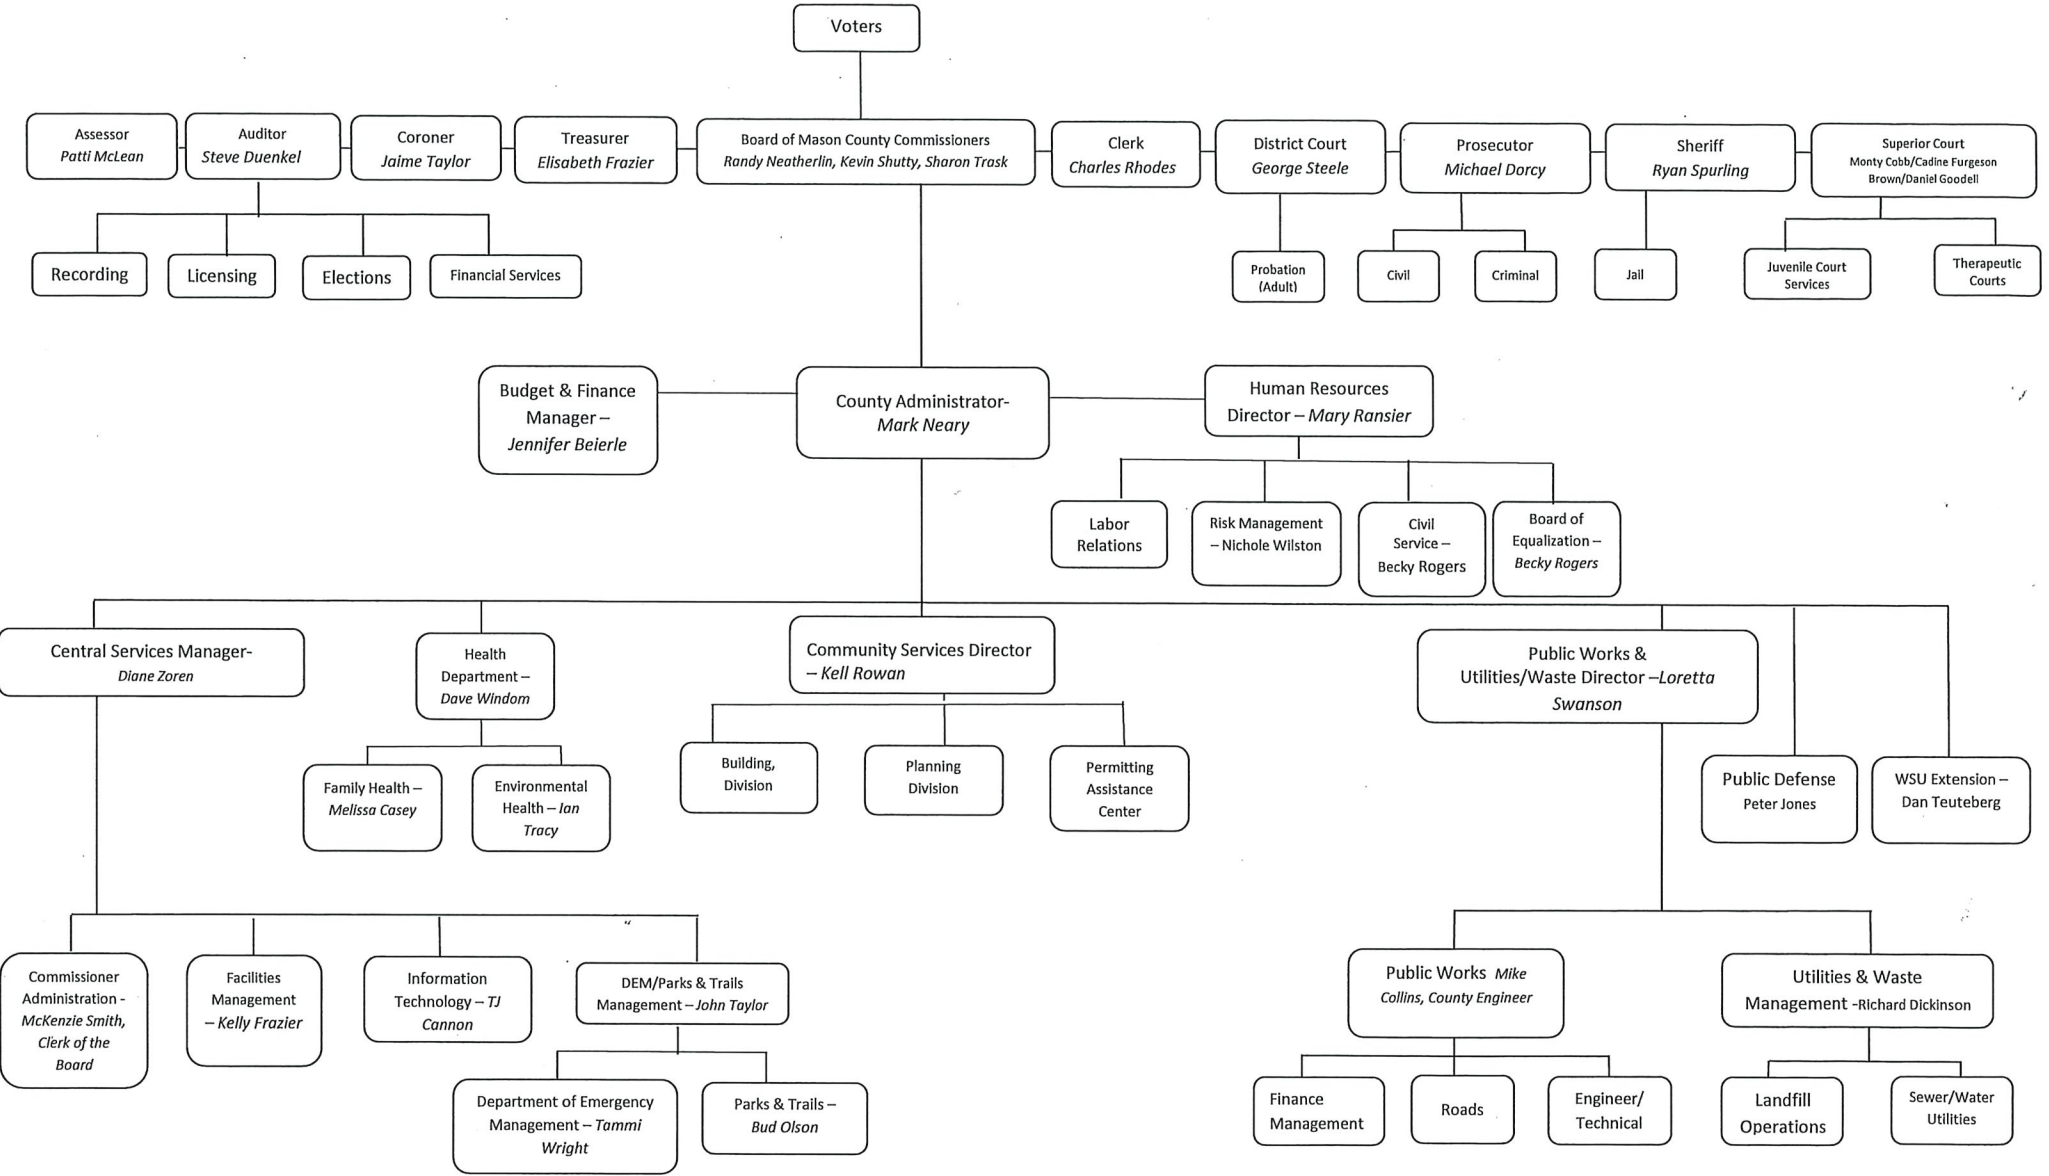 Voters
Assessor
Patti McLean
Auditor
Steve Duenkel
Coroner
Jaime Taylor
Treasurer
Elisabeth Frazier
Board of Mason County Commissioners
Randy Neatherlin, Kevin Shutty, Sharon Trask
Clerk
Charles Rhodes
District Court
George Steele
Prosecutor
Michael Dorcy
Sheriff
Ryan Spurling
Superior Court
Monty Cobb/Cadine Furgeson
Brown/Daniel Goodell
Recording
Licensing
Elections
Financial Services
Probation
(Adult)
Civil
Criminal
Jail
Juvenile Court
Services
Therapeutic
Courts
Budget & Finance
Manager –
Jennifer Beierle
County Administrator-
Mark Neary
Human Resources
Director – Mary Ransier
Labor
Relations
Risk Management
– Nichole Wilston
Civil
Service –
Becky Rogers
Board of
Equalization –
Becky Rogers
Central Services Manager-
Diane Zoren
Health
Department –
Dave Windom
Community Services Director
– Kell Rowan
Public Works &
Utilities/Waste Director –Loretta
Swanson
Family Health –
Melissa Casey
Environmental
Health – Ian
Tracy
Building,
Division
Planning
Division
Permitting
Assistance
Center
Public Defense
Peter Jones
WSU Extension –
Dan Teuteberg
Commissioner
Administration -
McKenzie Smith,
Clerk of the
Board
Facilities
Management
– Kelly Frazier
Information
Technology – TJ
Cannon
DEM/Parks & Trails
Management – John Taylor
Public Works Mike
Collins, County Engineer
Utilities & Waste
Management -Richard Dickinson
Department of Emergency
Management – Tammi
Wright
Parks & Trails –
Bud Olson
Finance
Management
Roads
Engineer/
Technical
Landfill
Operations
Sewer/Water
Utilities